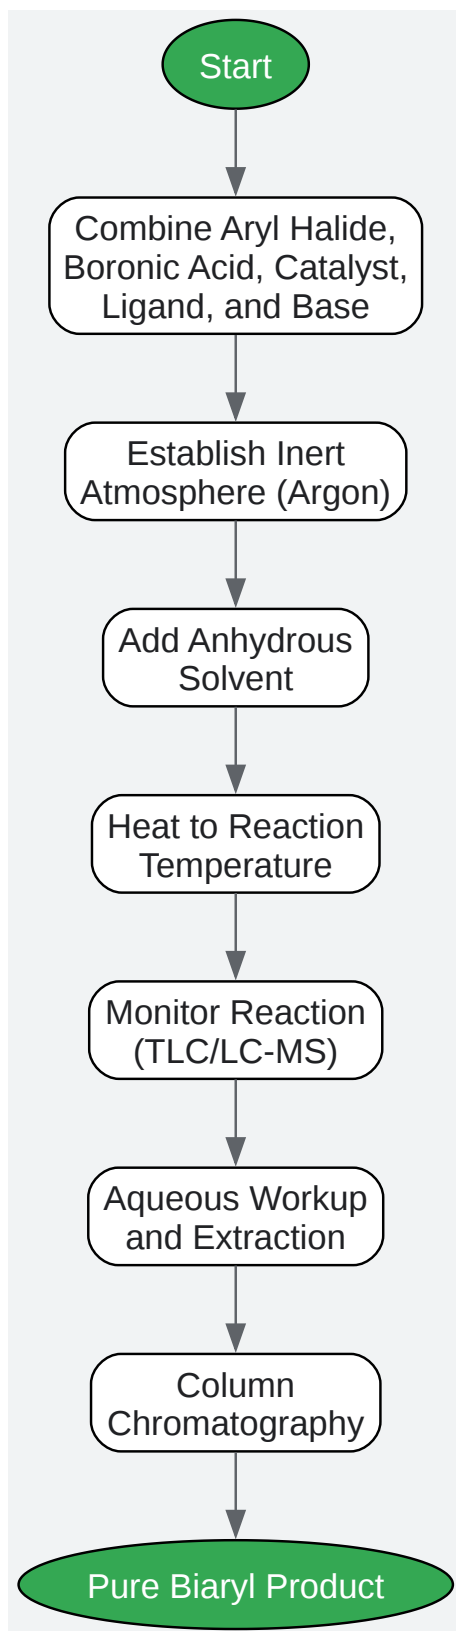 Start
Combine Aryl Halide,
Boronic Acid, Catalyst,
Ligand, and Base
Establish Inert
Atmosphere (Argon)
Add Anhydrous
Solvent
Heat to Reaction
Temperature
Monitor Reaction
(TLC/LC-MS)
Aqueous Workup
and Extraction
Column
Chromatography
Pure Biaryl Product